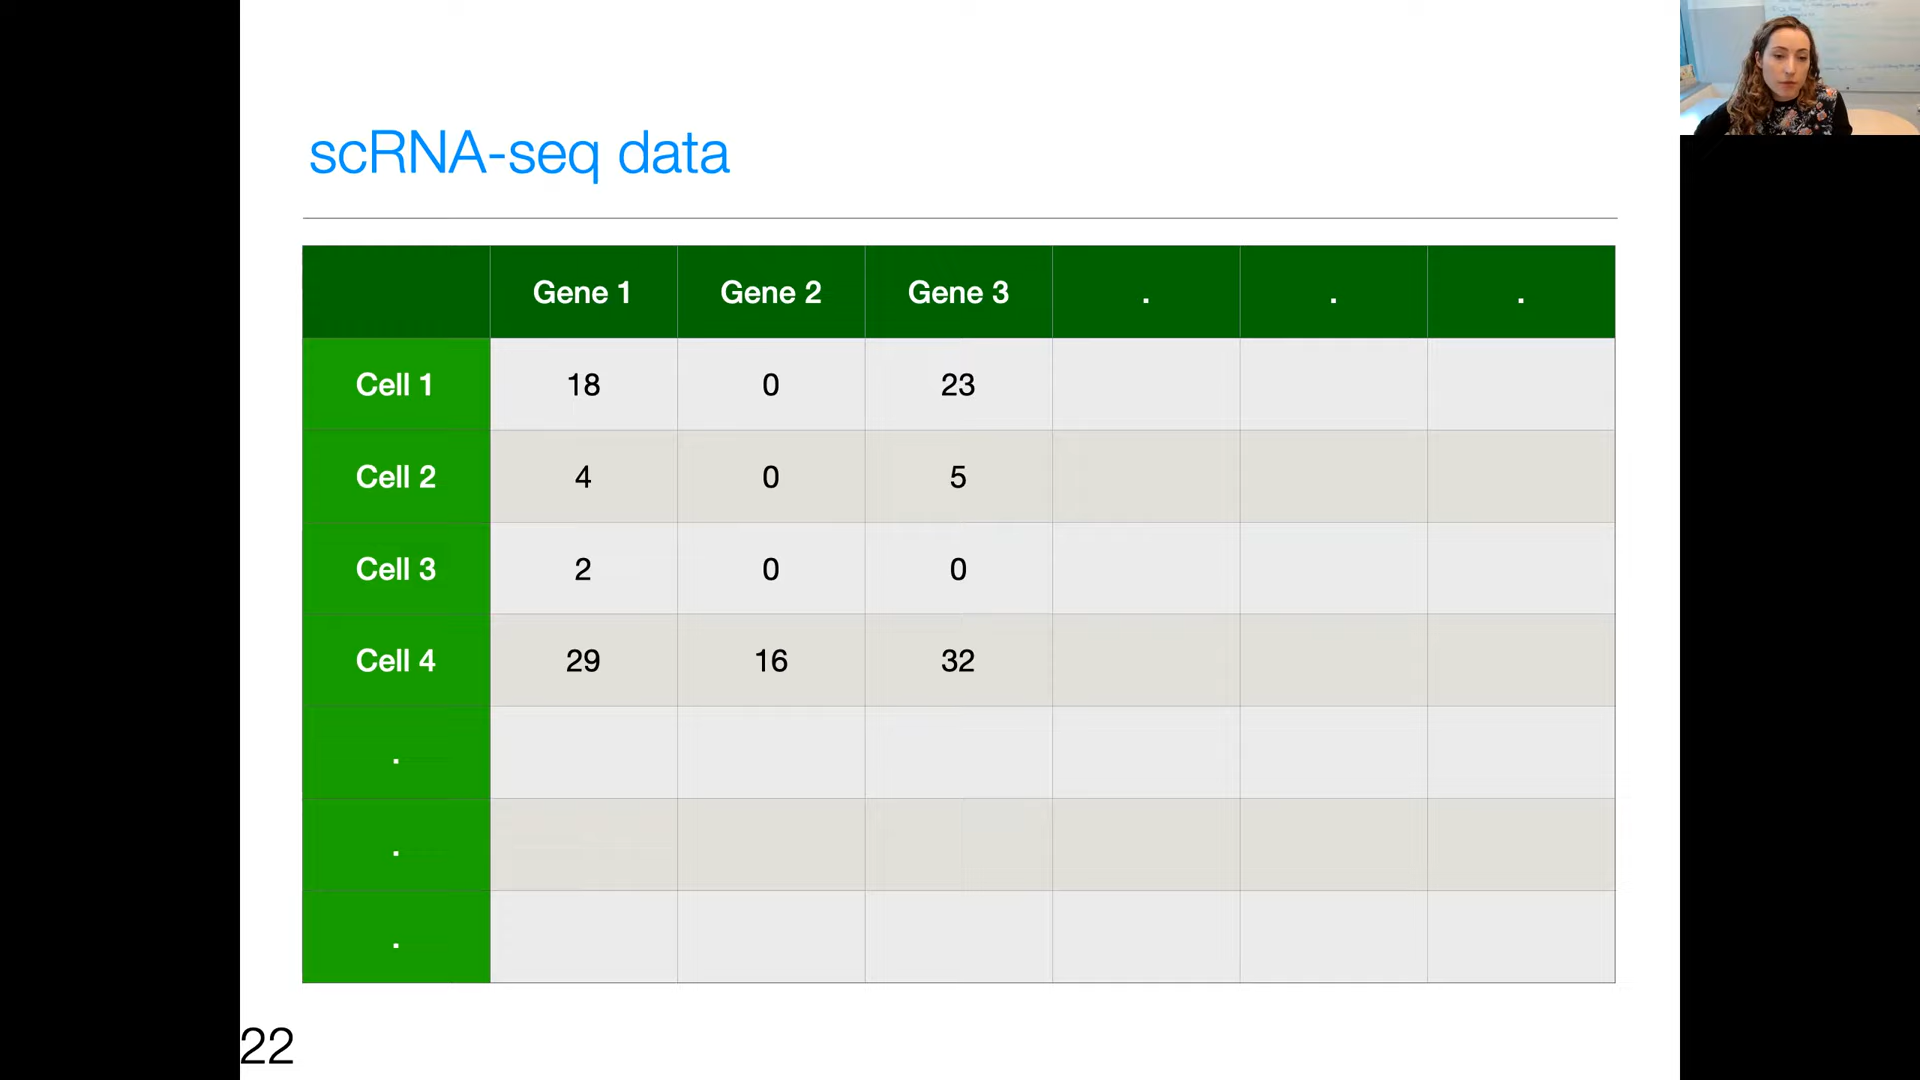 scRNA-seq data
Gene 1 Gene 2 Gene 3 . . .
Cell 1 18 0 23
Cell 2 4 0 5
Cell 3 2 0 0
Cell 4 29 16 32
.
.
.
22